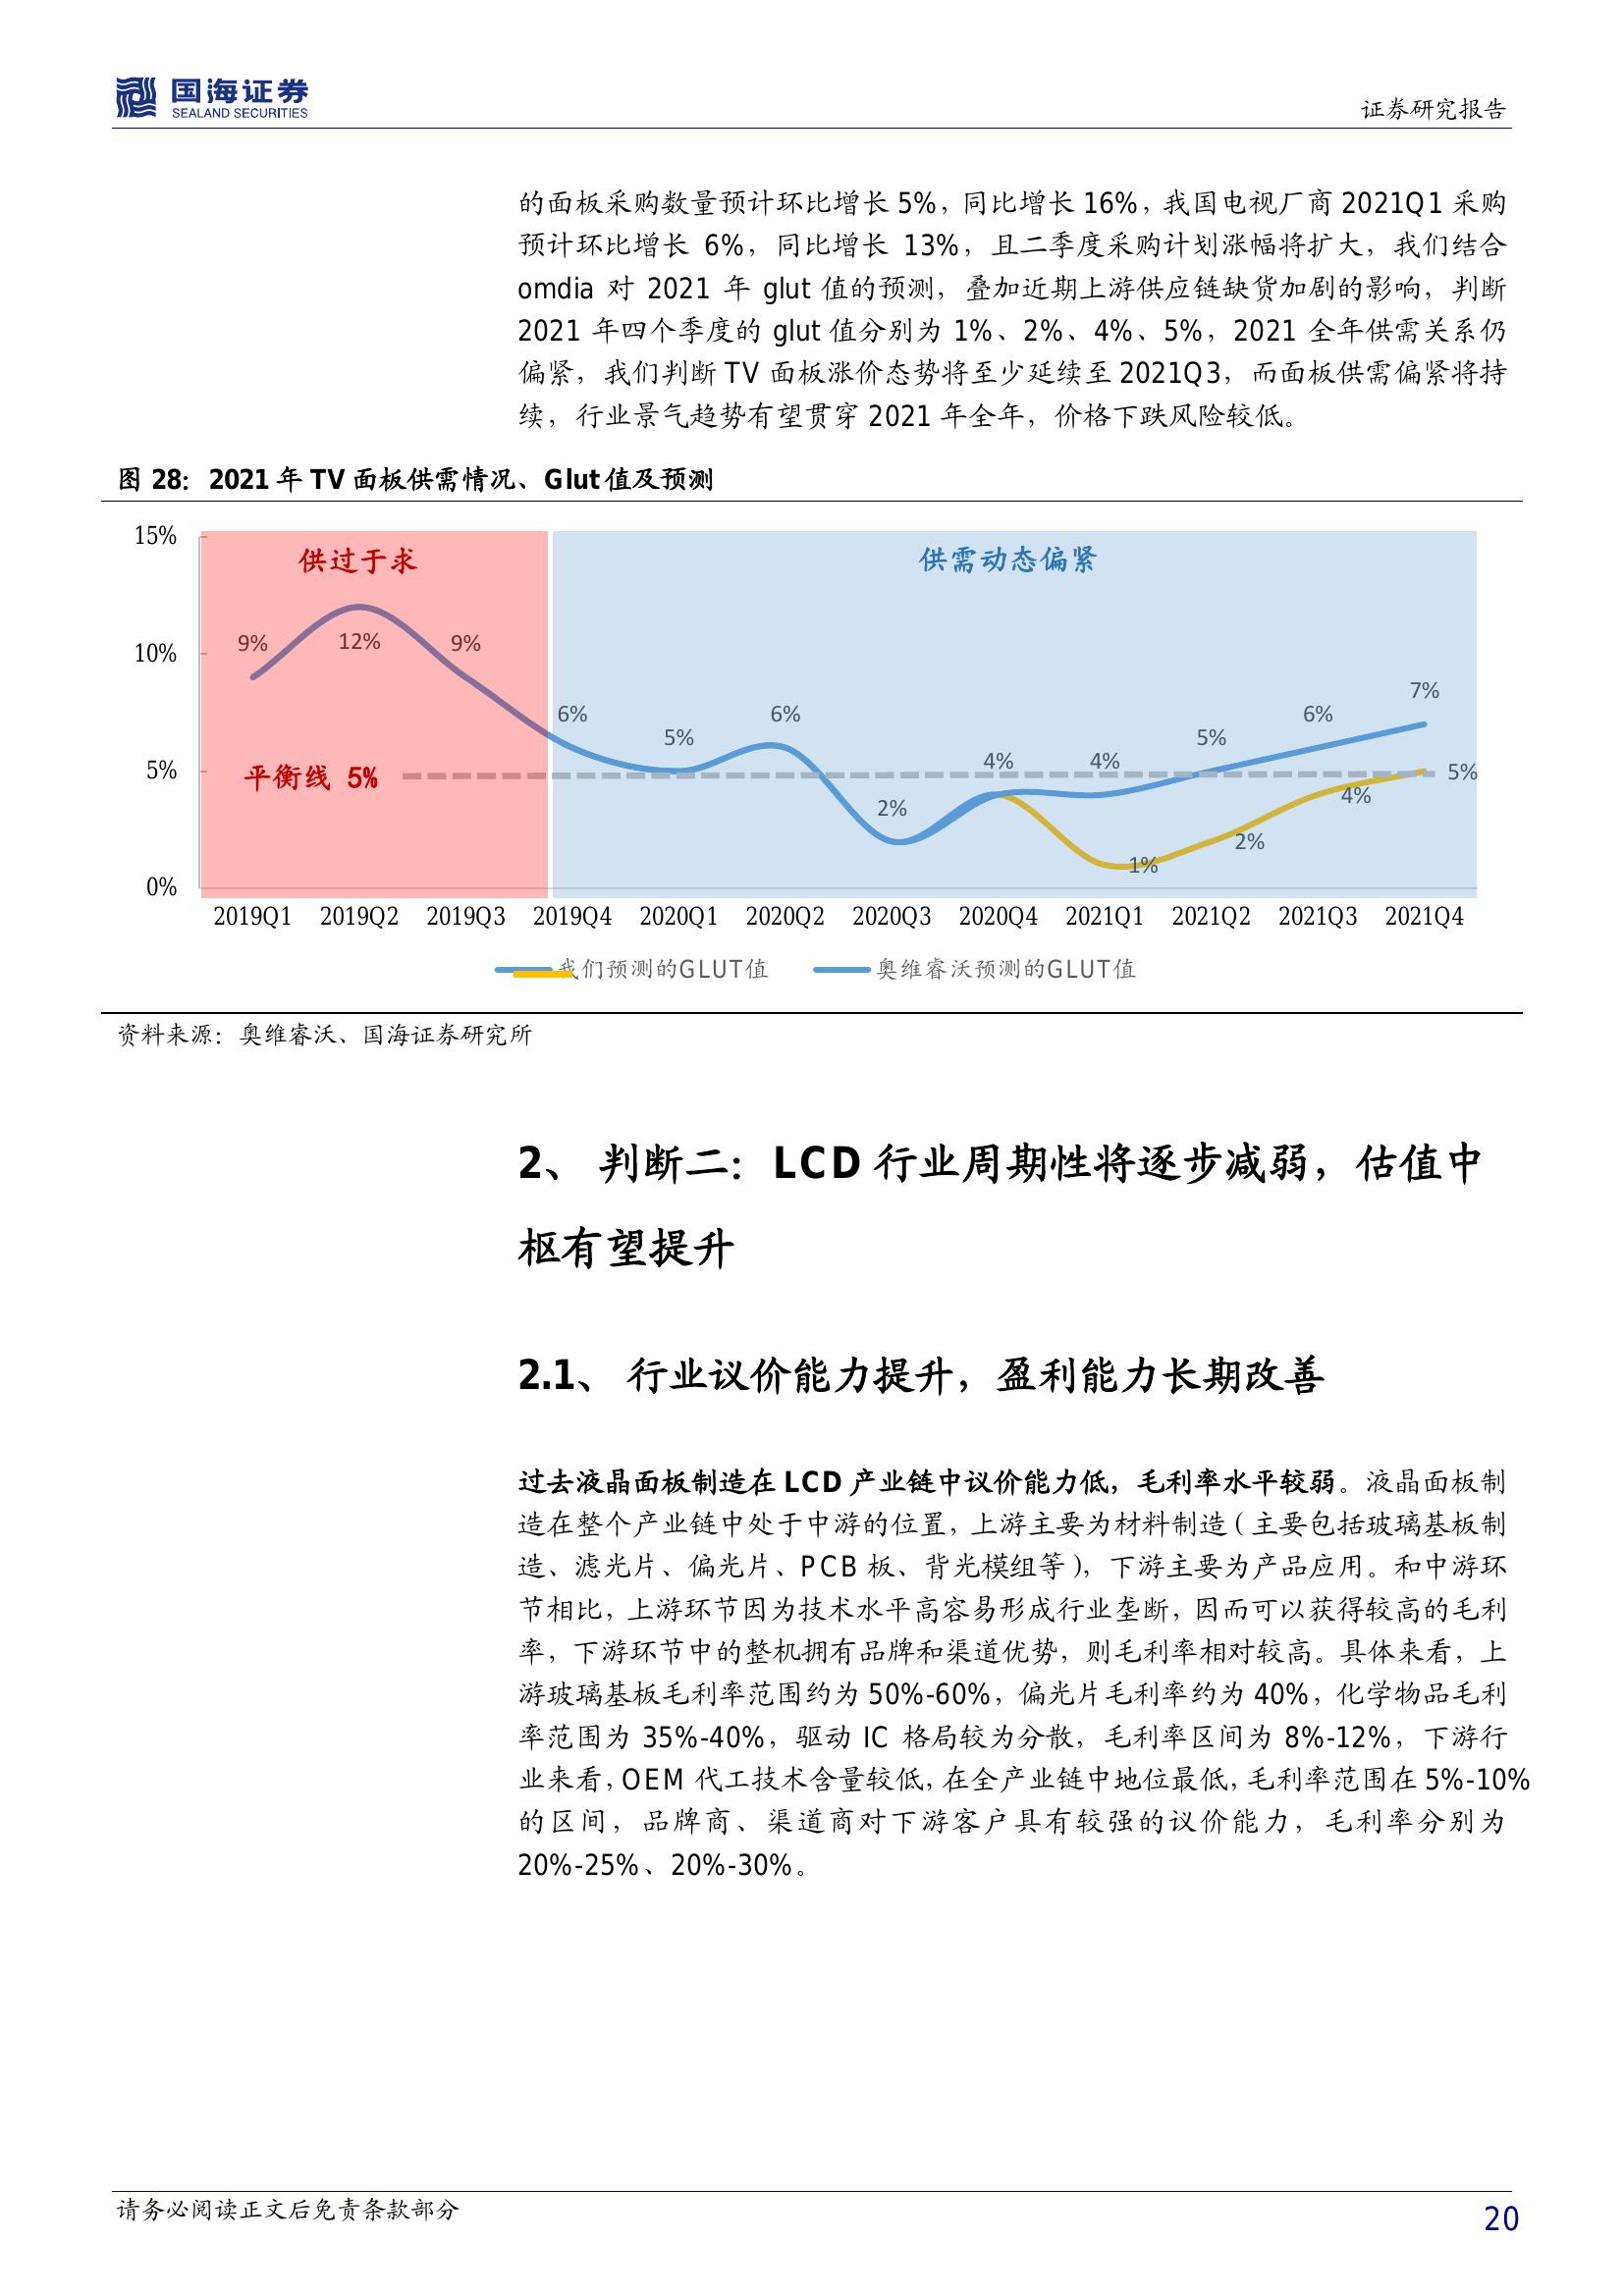 国海证券
SEALAND SECURITIES
证券研究报告
的面板采购数量预计环比增长 5%，同比增长 16%，我国电视厂商 2021Q1 采购
预计环比增长 6%，同比增长 13%，且二季度采购计划涨幅将扩大，我们结合
omdia 对 2021 年 glut 值的预测，叠加近期上游供应链缺货加剧的影响，判断
2021 年四个季度的 glut 值分别为 1%、2%、4%、5%，2021 全年供需关系仍
偏紧，我们判断 TV 面板涨价态势将至少延续至 2021Q3，而面板供需偏紧将持
续，行业景气趋势有望贯穿 2021 年全年，价格下跌风险较低。
图 28：2021 年 TV 面板供需情况、Glut 值及预测
15%
10%
5%
0%
供过于求
供需动态偏紧
平衡线 5%
9%
12%
9%
6%
5%
6%
2%
4%
4%
5%
6%
7%
1%
2%
4%
5%
2019Q1 2019Q2 2019Q3 2019Q4 2020Q1 2020Q2 2020Q3 2020Q4 2021Q1 2021Q2 2021Q3 2021Q4
我们预测的GLUT值 奥维睿沃预测的GLUT值
资料来源：奥维睿沃、国海证券研究所
2、 判断二：LCD 行业周期性将逐步减弱，估值中
枢有望提升
2.1、 行业议价能力提升，盈利能力长期改善
过去液晶面板制造在 LCD 产业链中议价能力低，毛利率水平较弱。液晶面板制
造在整个产业链中处于中游的位置，上游主要为材料制造（主要包括玻璃基板制
造、滤光片、偏光片、PCB 板、背光模组等），下游主要为产品应用。和中游环
节相比，上游环节因为技术水平高容易形成行业垄断，因而可以获得较高的毛利
率，下游环节中的整机拥有品牌和渠道优势，则毛利率相对较高。具体来看，上
游玻璃基板毛利率范围约为 50%-60%，偏光片毛利率约为 40%，化学物品毛利
率范围为 35%-40%，驱动 IC 格局较为分散，毛利率区间为 8%-12%，下游行
业来看，OEM 代工技术含量较低，在全产业链中地位最低，毛利率范围在 5%-10%
的区间，品牌商、渠道商对下游客户具有较强的议价能力，毛利率分别为
20%-25%、20%-30%。
请务必阅读正文后免责条款部分
20